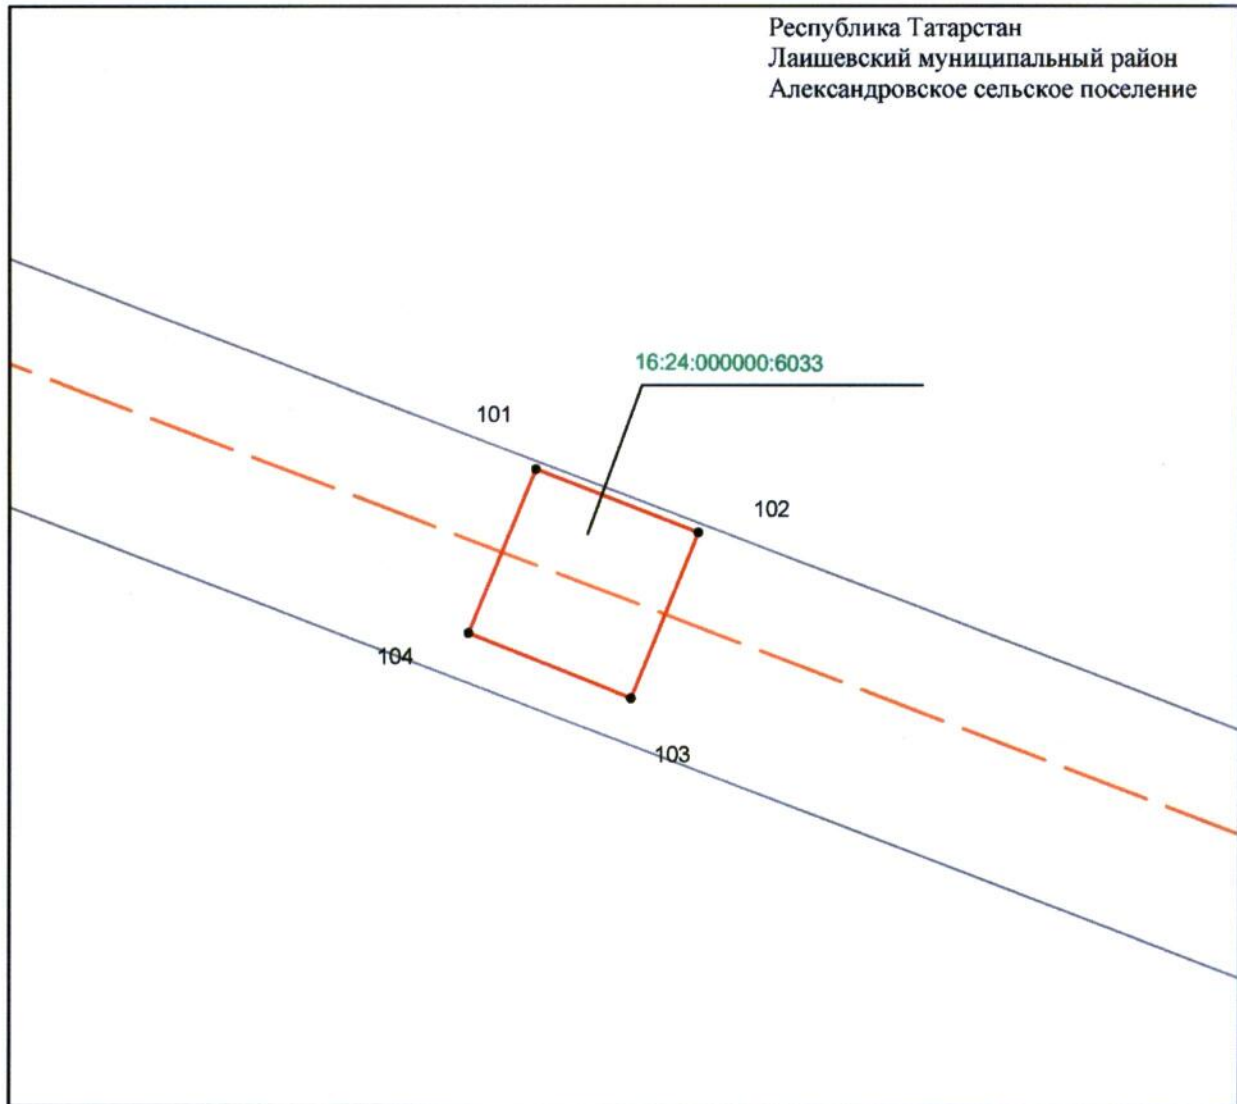 Республика Татарстан
Лаишевский муниципальный район
Александровское сельское поселение
16:24:000000:6033
101
102
104
103